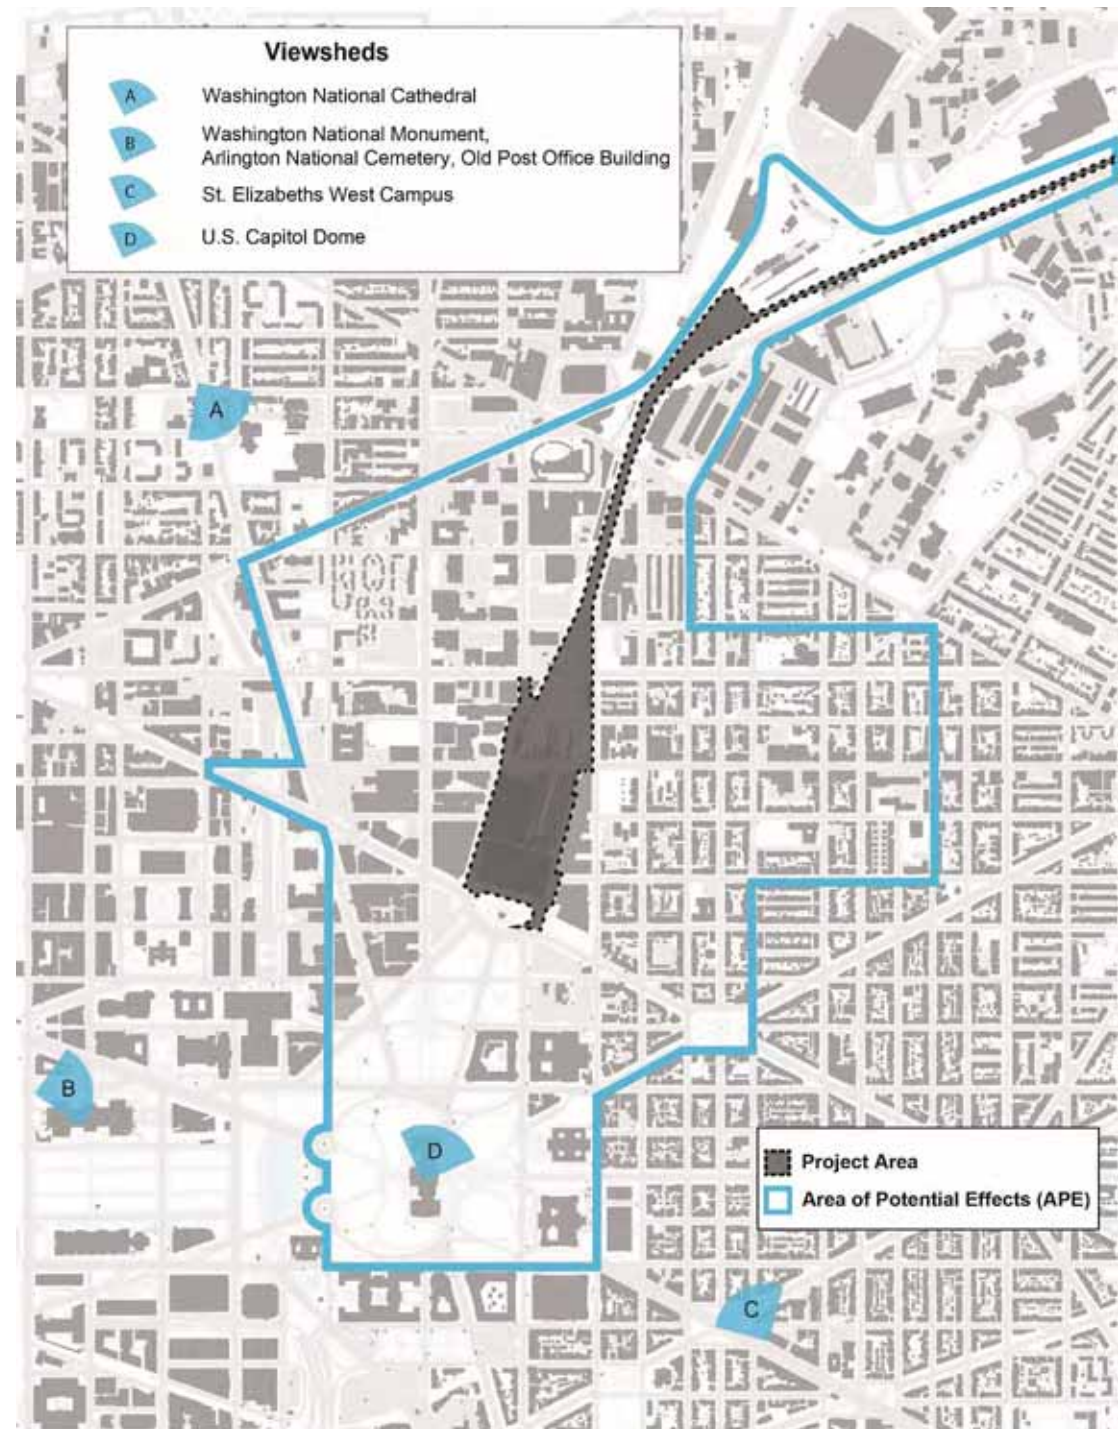 Viewsheds
A Washington National Cathedral
B Washington National Monument,
Arlington National Cemetery, Old Post Office Building
C St. Elizabeths West Campus
D U.S. Capitol Dome
A
B
D
Project Area
Area of Potential Effects (APE)
C